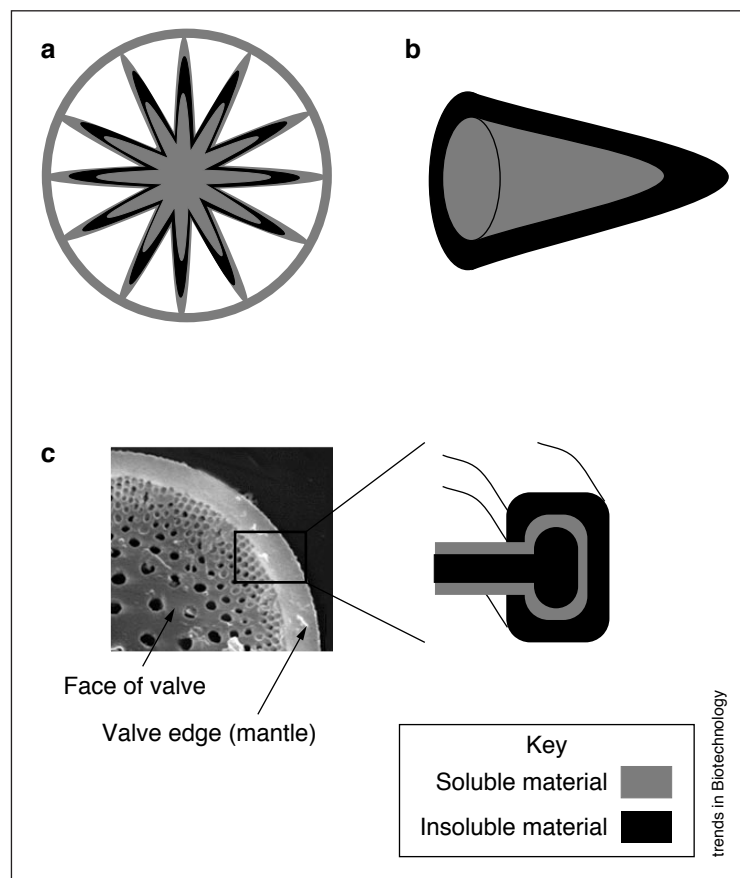 a
b
c
Face of valve
Valve edge (mantle)
Key
Soluble material
Insoluble material
trends in Biotechnology